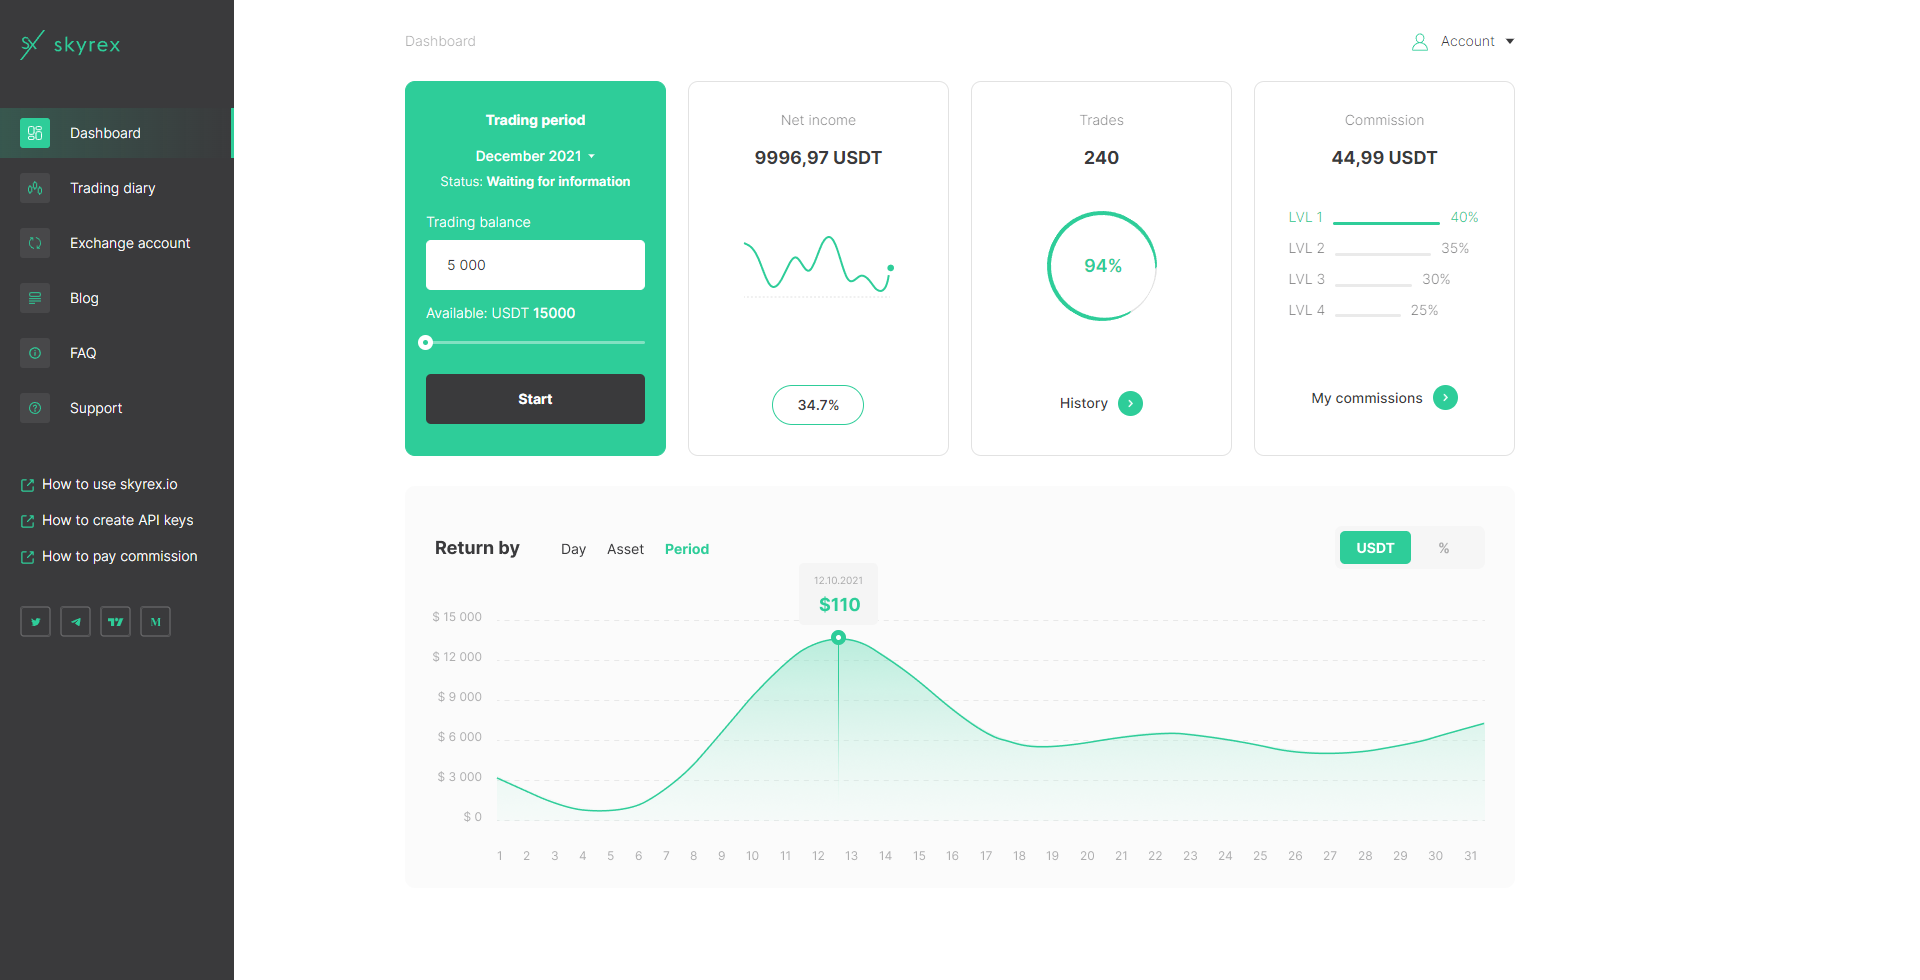 skyrex
Dashboard
Trading diary
Exchange account
Blog
FAQ
Support
How to use skyrex.io
How to create API keys
How to pay commission
M
Dashboard
Account
Trading period
December 2021
Status: Waiting for information
Trading balance
5 000
Available: USDT 15000
Start
Net income
9996,97 USDT
34.7%
Trades
240
94%
History
Commission
44,99 USDT
LVL 1 40%
LVL 2 35%
LVL 3 30%
LVL 4 25%
My commissions
Return by Day Asset Period
USDT %
12.10.2021
$110
$ 15 000
$ 12 000
$ 9 000
$ 6 000
$ 3 000
$ 0
1 2 3 4 5 6 7 8 9 10 11 12 13 14 15 16 17 18 19 20 21 22 23 24 25 26 27 28 29 30 31